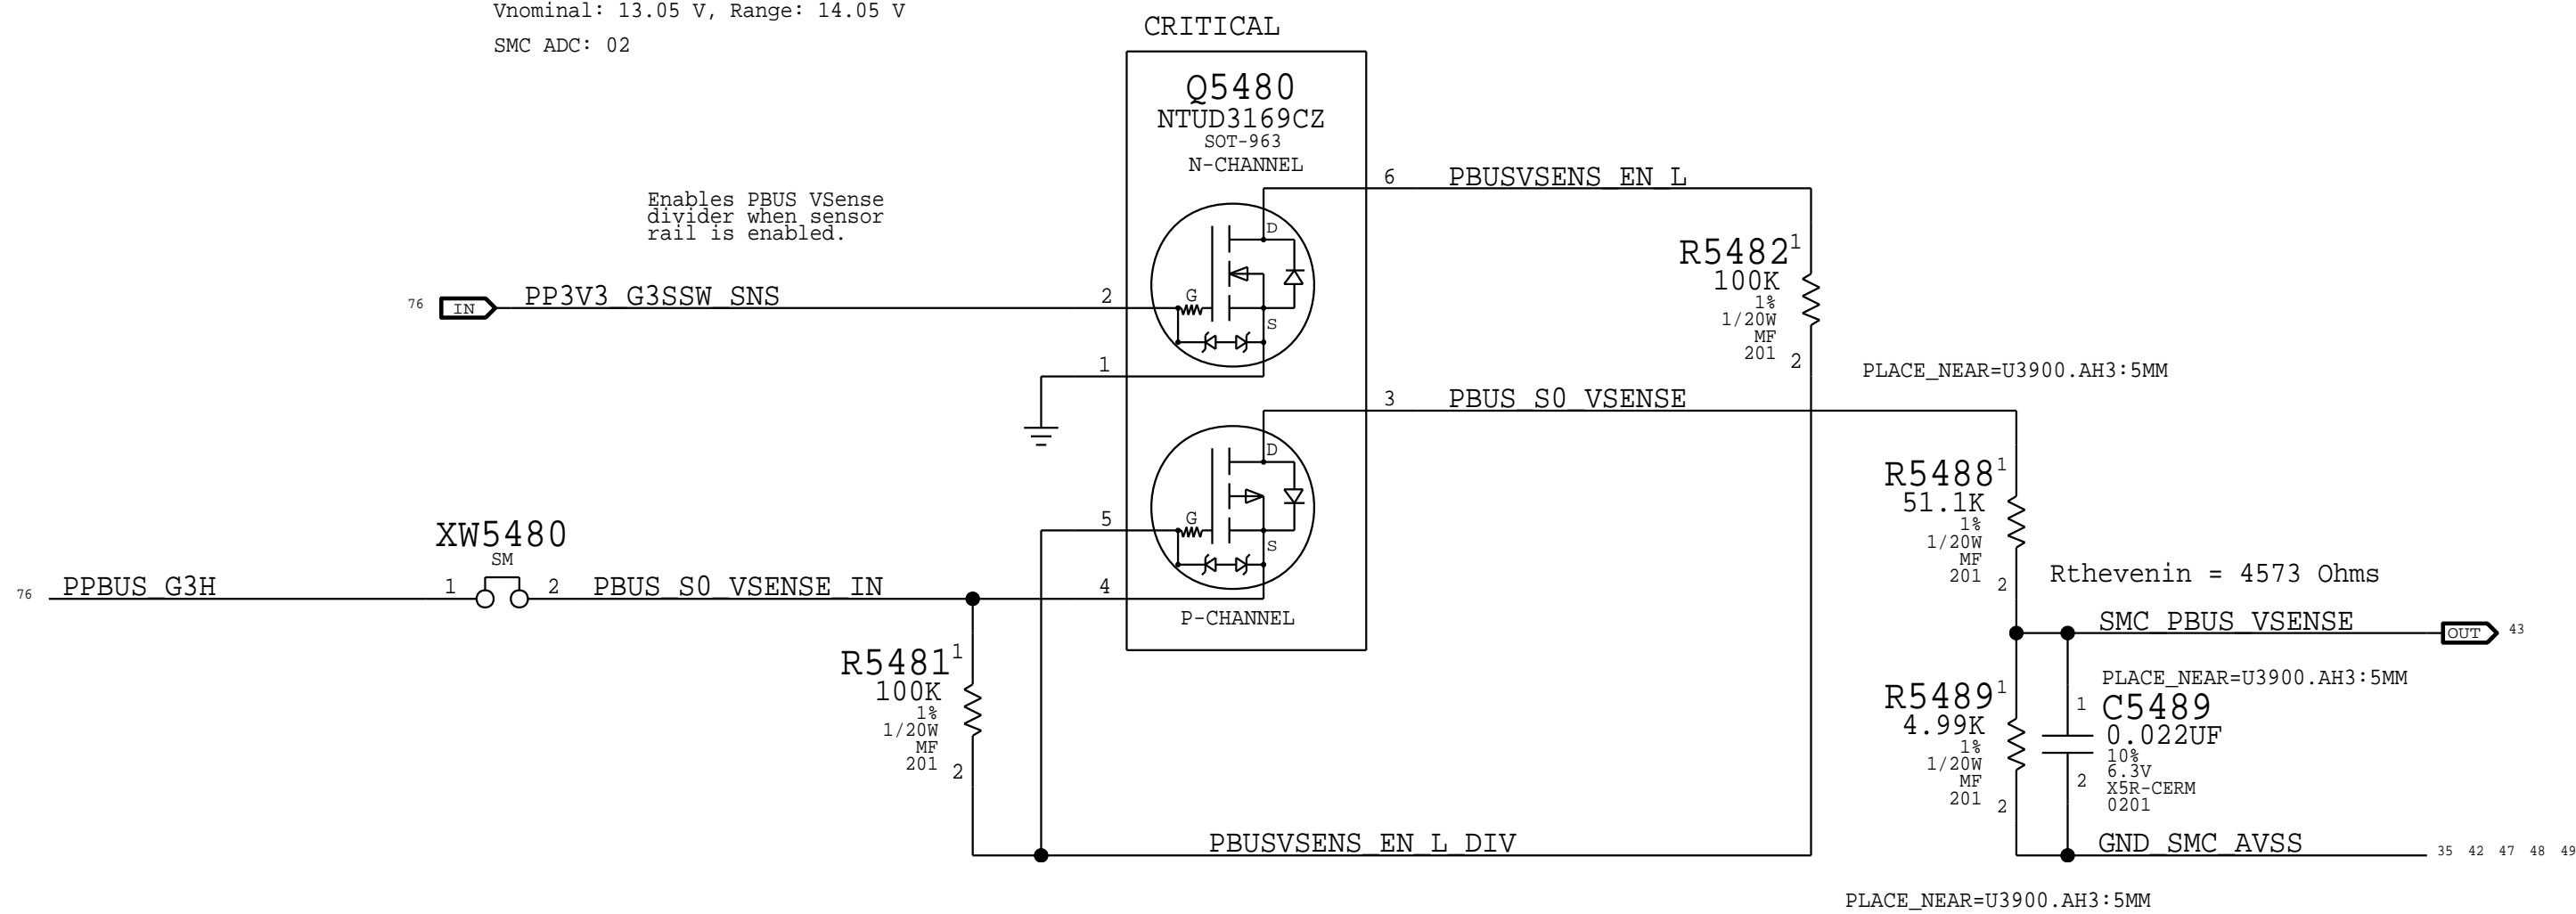 Vnominal: 13.05 V, Range: 14.05 V
SMC ADC: 02
CRITICAL
Q5480
NTUD3169CZ
SOT-963
N-CHANNEL
6
PBUSVSENS_EN_L
Enables PBUS VSense
divider when sensor
rail is enabled.
D
G
S
R5482
1
100K
1%
1/20W
MF
201
2
76
IN
PP3V3_G3SSW_SNS
2
1
PLACE_NEAR=U3900.AH3:5MM
3
PBUS_S0_VSENSE
D
G
S
5
R5488
1
51.1K
1%
1/20W
MF
201
2
XW5480
SM
Rthevenin = 4573 Ohms
76
PPBUS_G3H
1
2
PBUS_S0_VSENSE_IN
4
P-CHANNEL
SMC_PBUS_VSENSE
OUT
43
R5481
1
100K
1%
1/20W
MF
201
2
PLACE_NEAR=U3900.AH3:5MM
R5489
1
4.99K
1%
1/20W
MF
201
2
1
C5489
0.022UF
10%
6.3V
X5R-CERM
0201
2
PBUSVSENS_EN_L_DIV
GND_SMC_AVSS
35 42 47 48 49
PLACE_NEAR=U3900.AH3:5MM